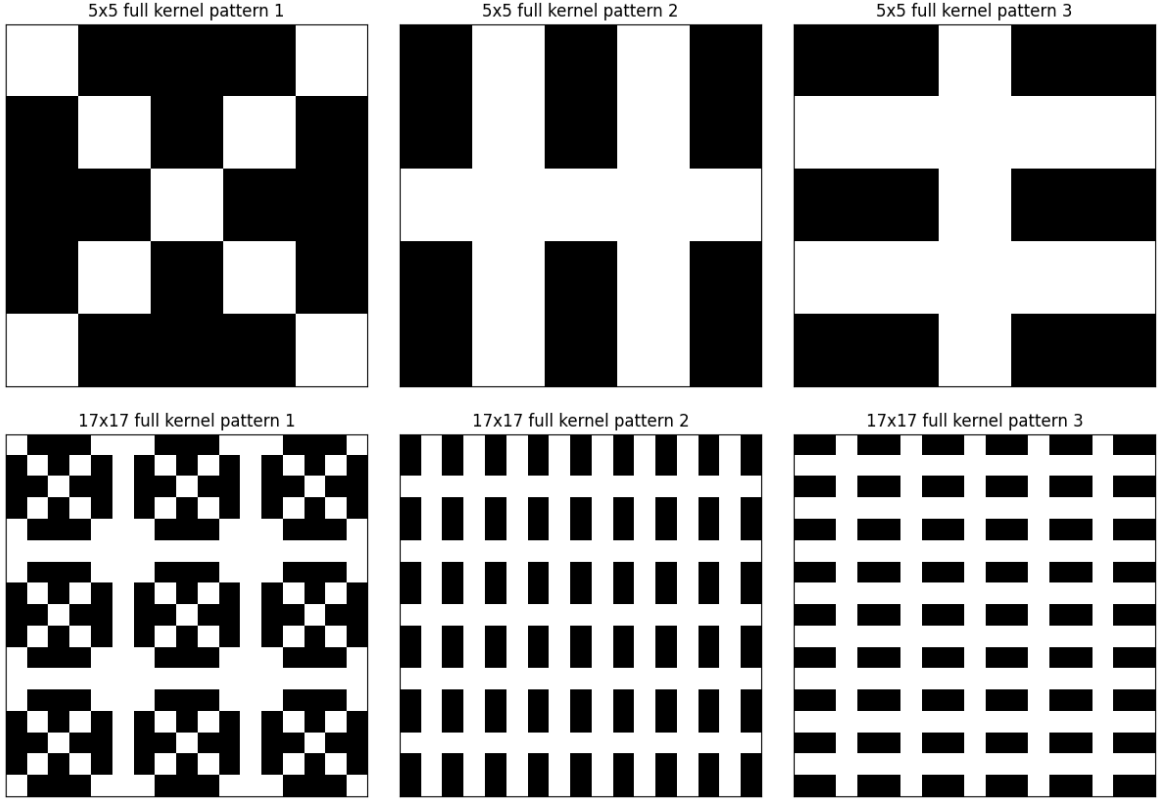 5x5 full kernel pattern 1
5x5 full kernel pattern 2
5x5 full kernel pattern 3
17x17 full kernel pattern 1
17x17 full kernel pattern 2
17x17 full kernel pattern 3